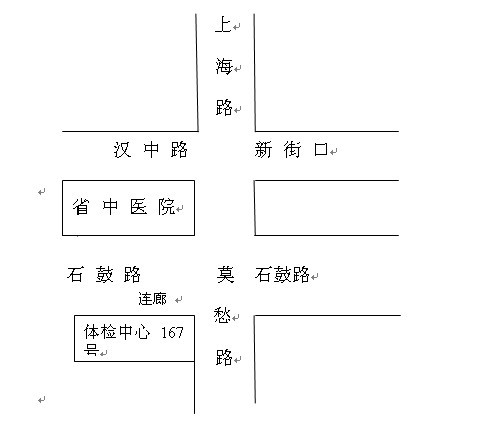 上
海
路
汉 中 路 新 街 口
省 中 医 院
石 鼓 路 莫 石鼓路
连廊
愁
体检中心 167
号
路